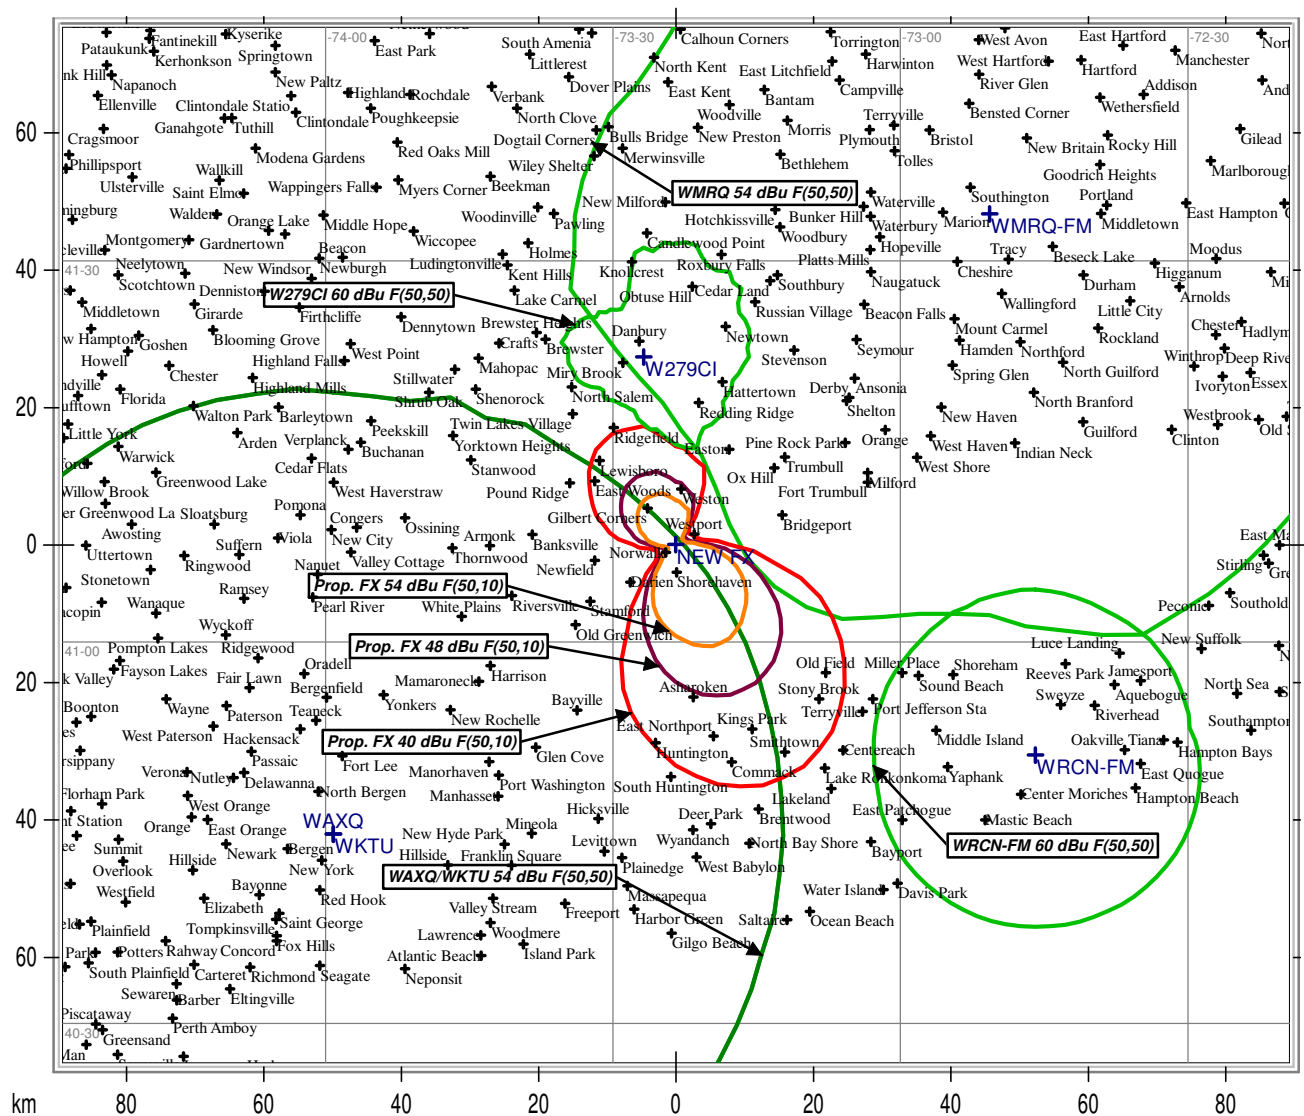 Kyserike
Calhoun Corners
Torrington
West Avon
East Hartford
Pataukunk
Fantinekill
-74-00
East Park
South Amenia
-73-30
-73-00
-72-30
Kerhonkson
Springtown
Littlerest
North Kent
East Litchfield
Harwinton
West Hartford
Hartford
Manchester
nk Hill
Napanoch
New Paltz
Dover Plains
East Kent
Campville
River Glen
Addison
And
Ellenville
Clintondale Statio
Highland
Rochdale
Verbank
Bantam
Wethersfield
Clintondale
Poughkeepsie
North Clove
Woodville
Terryville
Bensted Corner
60
Cragsmoor
Ganahgote
Tuthill
Dogtail Corners
Bulls Bridge
New Preston
Morris
Plymouth
Bristol
New Britain
Rocky Hill
Gilead
Phillipsport
Modena Gardens
Red Oaks Mill
Wiley Shelter
Merwinsville
Bethlehem
Tolles
Goodrich Heights
Marlboroug
Ulsterville
Wallkill
Saint Elmo
Wappingers Falls
Myers Corner
Beekman
WMRQ 54 dBu F(50,50)
Waterville
Southington
Portland
Walden
Orange Lake
Middle Hope
Woodinville
Pawling
New Milford
Hotchkissville
Bunker Hill
Waterbury
Marion
WMRQ-FM
Middletown
East Hampton C
Montgomery
Gardnertown
Beacon
Wiccopee
Holmes
Candlewood Point
Woodbury
Hopeville
Tracy
Beseck Lake
Moodus
40
41-30
Neelytown
New Windsor
Newburgh
Ludingtonville
Kent Hills
Knollcrest
Roxbury Falls
Platts Mills
Cheshire
Durham
Higganum
Scotchtown
Denniston
W279CI 60 dBu F(50,50)
Lake Carmel
Obtuse Hill
Cedar Land
Southbury
Naugatuck
Wallingford
Little City
Arnolds
Middletown
Girarde
Firthcliffe
Dennytown
Brewster Heights
Danbury
Russian Village
Beacon Falls
Mount Carmel
Rockland
Chester
Hadlym
w Hampton
Goshen
Blooming Grove
West Point
Crafts
Brewster
Newtown
Stevenson
Seymour
Hamden
Northford
Howell
Chester
Highland Falls
Mahopac
Miry Brook
W279CI
Spring Glen
North Guilford
Winthrop
Deep Rive
Florida
Highland Mills
Stillwater
Shrub Oak
Shenorock
North Salem
Hattertown
Derby
Ansonia
North Branford
Ivoryton
Essex
20
Walton Park
Barleytown
Peekskill
Twin Lakes Village
Redding Ridge
Shelton
New Haven
Guilford
Westbrook
Little York
Arden
Verplanck
Yorktown Heights
Ridgefield
Easton
Pine Rock Park
Orange
West Haven
Indian Neck
Clinton
Warwick
Cedar Flats
Buchanan
Stanwood
Lewisboro
Ox Hill
Trumbull
West Shore
Willow Brook
Greenwood Lake
West Haverstraw
Pound Ridge
East Woods
Weston
Fort Trumbull
Milford
er Greenwood La
Sloatsburg
Pomona
Congers
Ossining
Gilbert Corners
Westport
Bridgeport
Awosting
New City
Armonk
Banksville
0
Uttertown
Suffern
Viola
Valley Cottage
Thornwood
Norwalk
NEW FX
Stirling
Stonetown
Ringwood
Nanuet
Newfield
Darien
Shorehaven
Ramsey
Prop. FX 54 dBu F(50,10)
Wanaque
Pearl River
White Plains
Riversville
Stamford
Peconic
Southold
Wyckoff
Old Greenwich
41-00
Pompton Lakes
Ridgewood
Prop. FX 48 dBu F(50,10)
Luce Landing
New Suffolk
k Valley
Fayson Lakes
Oradell
Mamaroneck
Harrison
Old Field
Miller Place
Shoreham
Reeves Park
Jamesport
20
Boonton
Wayne
Fair Lawn
Bergenfield
Yonkers
Bayville
Asharoken
Stony Brook
Sound Beach
Sweyze
Aquebogue
North Sea
West Paterson
Paterson
Teaneck
New Rochelle
East Northport
Kings Park
Terryville
Port Jefferson Sta
Riverhead
Southampton
Hackensack
Prop. FX 40 dBu F(50,10)
Glen Cove
Huntington
Smithtown
Centereach
Middle Island
Oakville Tiana
Hampton Bays
Passaic
Fort Lee
Commack
WRCN-FM
Verona
Nutley
Delawanna
Manorhaven
Port Washington
South Huntington
Lake Ronkonkoma
Yaphank
East Quogue
Florham Park
West Orange
North Bergen
Manhasset
Hicksville
Lakeland
Center Moriches
Hampton Beach
40
Orange
East Orange
WAXQ
WKTU
New Hyde Park
Mineola
Levittown
Deer Park
Brentwood
East Patchogue
Mastic Beach
Summit
Hillside
Newark
Bergen
Hillside
Franklin Square
Plainedge
Wyandanch
North Bay Shore
Bayport
WRCN-FM 60 dBu F(50,50)
Overlook
New York
WAXQ/WKTU 54 dBu F(50,50)
West Babylon
Westfield
Bayonne
Red Hook
Massapequa
Water Island
Davis Park
Elizabeth
Valley Stream
Freeport
Harbor Green
Saltaire
Ocean Beach
Plainfield
Tompkinsville
Saint George
Lawrence
Woodmere
Gilgo Beach
60
Potters
Rahway
Concord
Fox Hills
Atlantic Beach
Island Park
South Plainfield
Carteret
Richmond
Seagate
Neponsit
Sewaren
Barber
Eltingville
Piscataway
Perth Amboy
40-30
Greensand
km
80
60
40
20
0
20
40
60
80